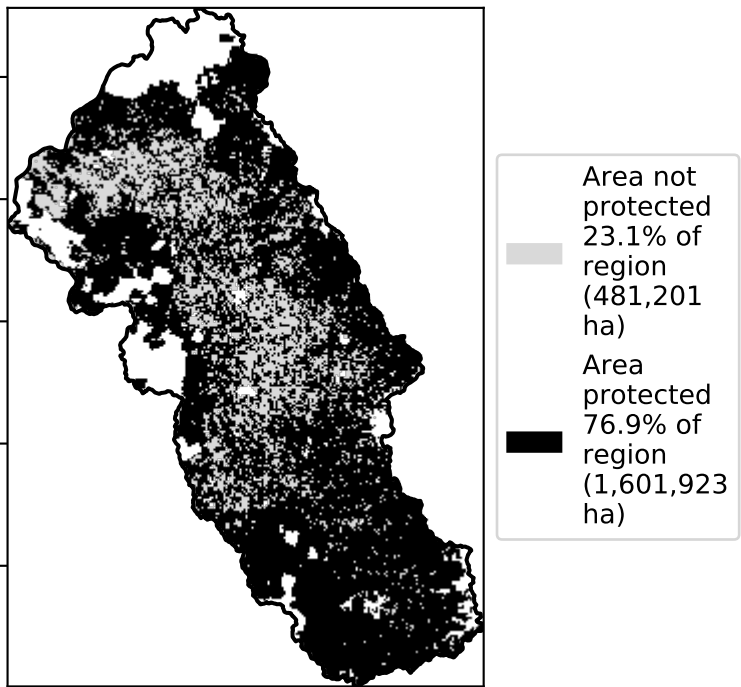 Area not
protected
23.1% of
region
(481,201
ha)
Area
protected
76.9% of
region
(1,601,923
ha)